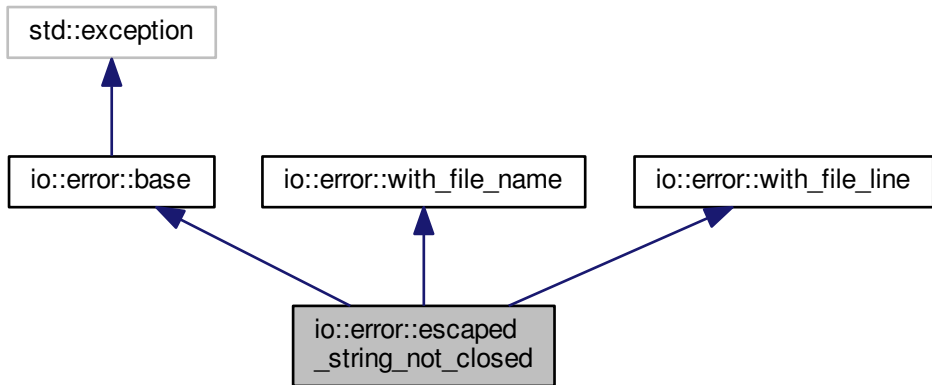 std::exception
io::error::base
io::error::with_file_name
io::error::with_file_line
io::error::escaped
_string_not_closed